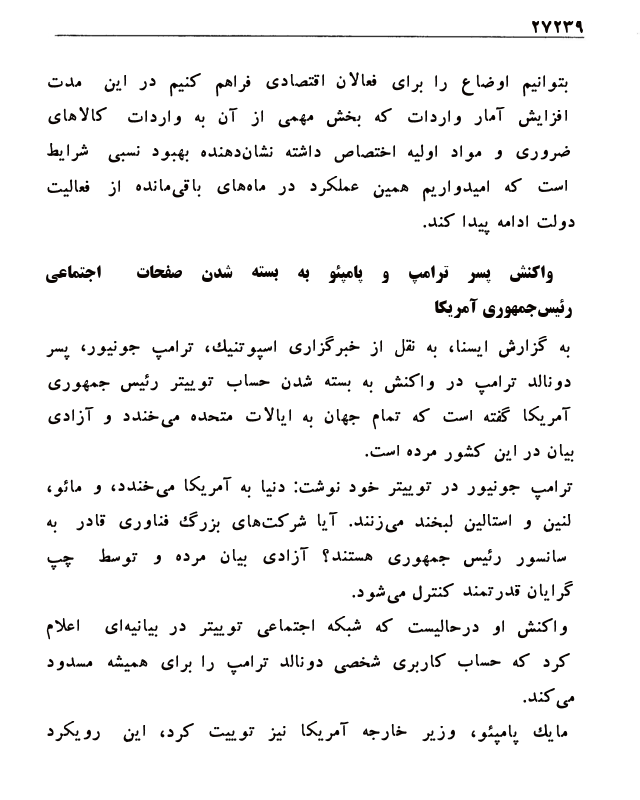 ۲۷۲۳۹
بتوانیم اوضاع را برای فعالان اقتصادی فراهم کنیم در این مدت
افزایش آمار واردات که بخش مهمی از آن به واردات کالاهای
ضروری و مواد اولیه اختصاص داشته نشان‌دهنده بهبود نسبی شرایط
است که امیدواریم همین عملکرد در ماه‌های باقی‌مانده از فعالیت
دولت ادامه پیدا کند.
واکنش پسر ترامپ و پامپئو به بسته شدن صفحات اجتماعی
رئیس‌جمهوری آمریکا
به گزارش ایسنا، به نقل از خبرگزاری اسپوتنیك، ترامپ جونیور، پسر
دونالد ترامپ در واکنش به بسته شدن حساب توییتر رئیس جمهوری
آمریکا گفته است که تمام جهان به ایالات متحده می‌خندد و آزادی
بیان در این کشور مرده است.
ترامپ جونیور در توییتر خود نوشت: دنیا به آمریکا می‌خندد، و مائو،
لنین و استالین لبخند می‌زنند. آیا شرکت‌های بزرگ فناوری قادر به
سانسور رئیس جمهوری هستند؟ آزادی بیان مرده و توسط چپ
گرایان قدرتمند کنترل می‌شود.
واکنش او درحالیست که شبکه اجتماعی توییتر در بیانیه‌ای اعلام
کرد که حساب کاربری شخصی دونالد ترامپ را برای همیشه مسدود
می‌کند.
مایك پامپئو، وزیر خارجه آمریکا نیز توییت کرد، این رویکرد